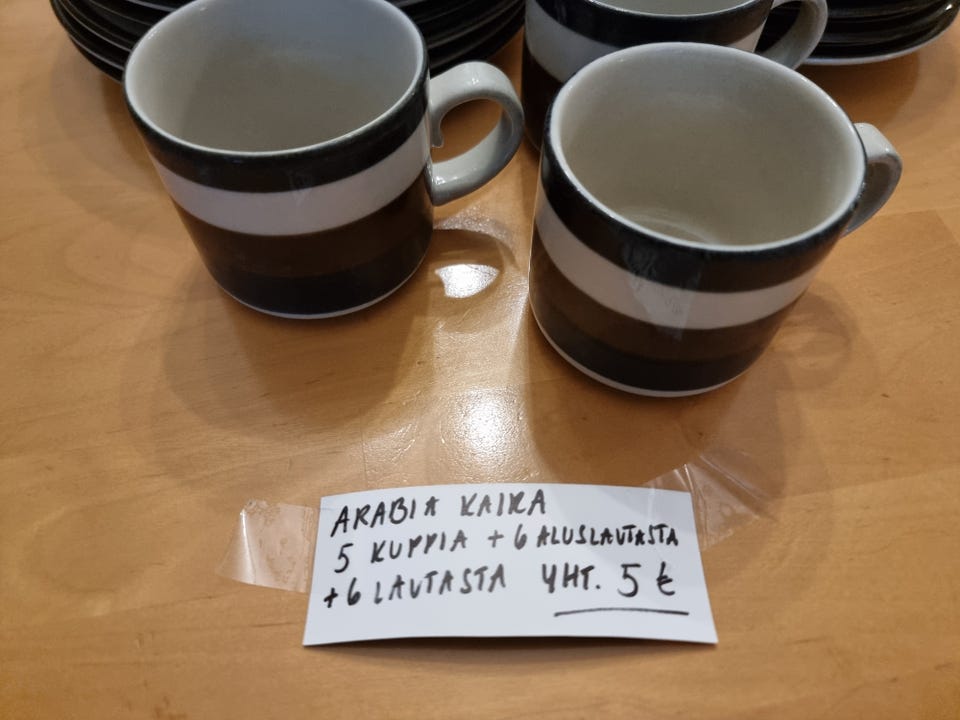 ARABIA KAIRA
5 KUPPIA + 6 ALUSLAUTASTA
+6 LAUTASTA YHT. 5 €